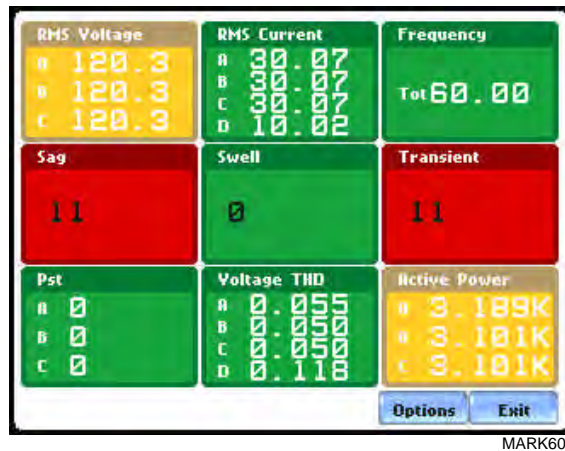 RMS Voltage
A 120.3
B 120.3
C 120.3
RMS Current
A 30.07
B 30.07
C 30.07
D 10.02
Frequency
Tot 60.00
Sag
11
Swell
0
Transient
11
Pst
A 0
B 0
C 0
Voltage THD
A 0.055
B 0.050
C 0.050
D 0.118
Active Power
A 3.189K
B 3.181K
C 3.181K
Options
Exit
MARK60